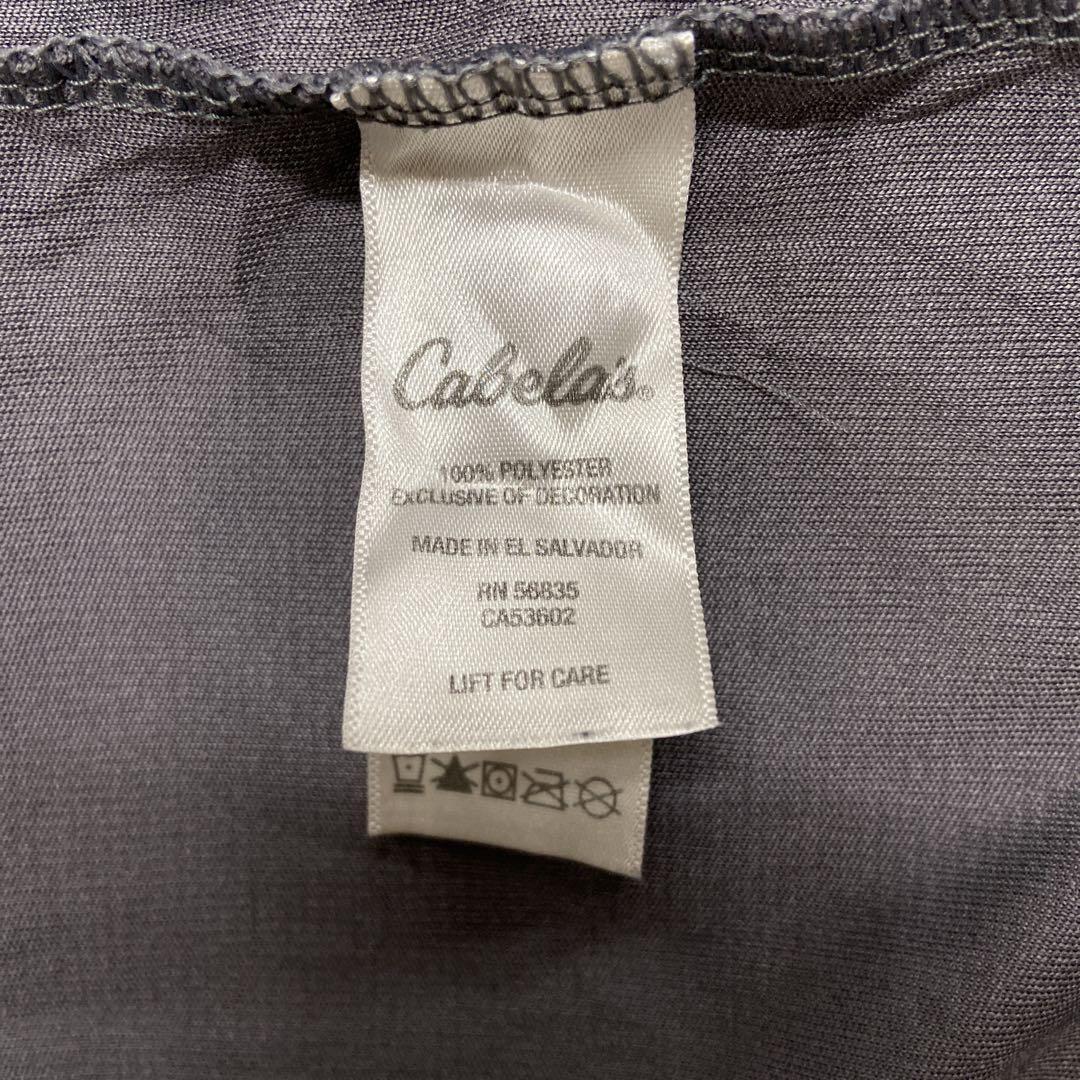 Cabela's®
100% POLYESTER
EXCLUSIVE OF DECORATION
MADE IN EL SALVADOR
RN 56835
CA53602
LIFT FOR CARE